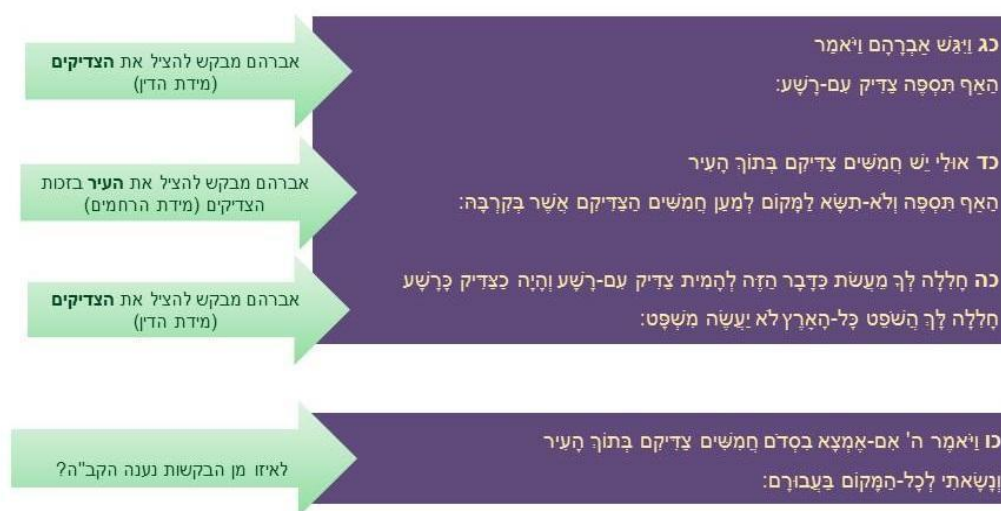 כג וַיִּגַּשׁ אַבְרָהָם וַיֹּאמַר
הַאַף תִּסְפֶּה צַדִּיק עִם-רָשָׁע:
אברהם מבקש להציל את הצדיקים
(מידת הדין)
כד אוּלַי יֵשׁ חֲמִשִּׁים צַדִּיקִם בְּתוֹךְ הָעִיר
הַאַף תִּסְפֶּה וְלֹא-תִשָּׂא לַמָּקוֹם לְמַעַן חֲמִשִּׁים הַצַּדִּיקִם אֲשֶׁר בְּקִרְבָּהּ:
אברהם מבקש להציל את העיר בזכות
הצדיקים (מידת הרחמים)
כה חָלִלָה לְּךָ מֵעֲשֹׂת כַּדָּבָר הַזֶּה לְהָמִית צַדִּיק עִם-רָשָׁע וְהָיָה כַצַּדִּיק כָּרָשָׁע
חָלִלָה לָּךְ הֲשֹׁפֵט כָּל-הָאָרֶץ לֹא יַעֲשֶׂה מִשְׁפָּט:
אברהם מבקש להציל את הצדיקים
(מידת הדין)
כו וַיֹּאמֶר ה' אִם-אֶמְצָא בִסְדֹם חֲמִשִּׁים צַדִּיקִם בְּתוֹךְ הָעִיר
וְנָשָׂאתִי לְכָל-הַמָּקוֹם בַּעֲבוּרָם:
לאיזו מן הבקשות נענה הקב"ה?